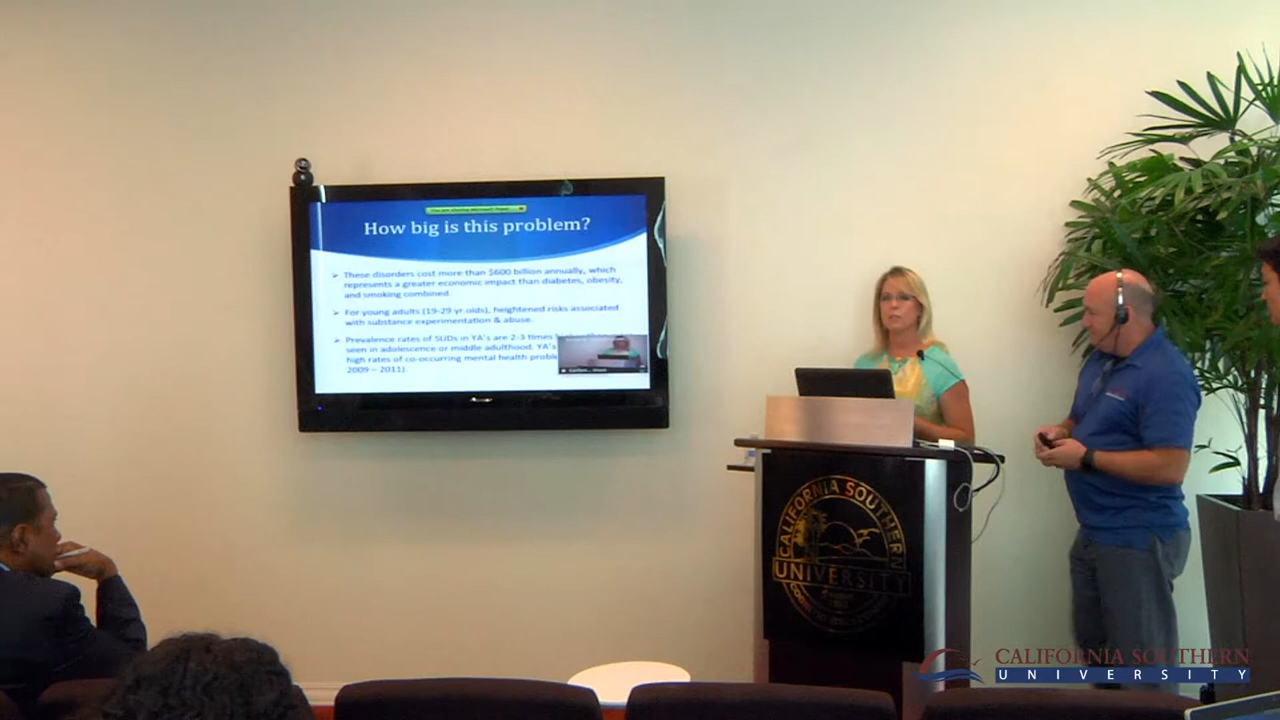 How big is this problem?
➢ These disorders cost more than $600 billion annually, which
represents a greater economic impact than diabetes, obesity,
and smoking combined.
➢ For young adults (19-29 yr olds), heightened risks associated
with substance experimentation & abuse.
➢ Prevalence rates of SUDs in YA's are 2-3 times
seen in adolescence or middle adulthood. YA's
high rates of co-occurring mental health
2009 – 2011).
CALIFORNIA SOUTHERN
UNIVERSITY
CALIFORNIA SOUTHERN
UNIVERSITY